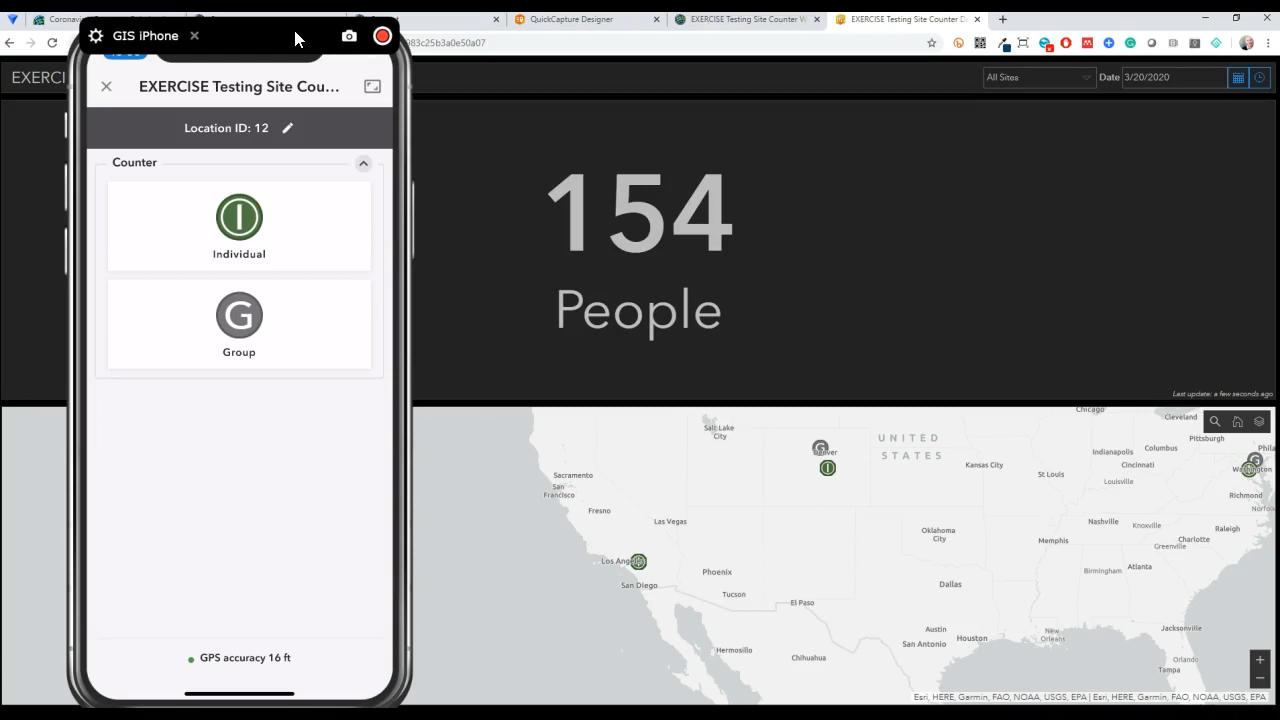 Coronavi
QuickCapture Designer
EXERCISE Testing Site Counter W
EXERCISE Testing Site Counter Da
GIS iPhone
983c25b3a0e50a07
EXERCI
All Sites
Date
3/20/2020
EXERCISE Testing Site Cou...
Location ID: 12
Counter
I
Individual
G
Group
GPS accuracy 16 ft
154
People
Last update: a few seconds ago
Chicago
Cleveland
Salt Lake
City
UNITED
STATES
Pittsburgh
Phila
Denver
G
I
Kansas City
St Louis
Indianapolis
Columbus
Cincinnati
Louisville
G
Washington
Richmond
Norfol
Sacramento
San
Francisco
Fresno
Las Vegas
Los Angeles
San Diego
Phoenix
Tucson
El Paso
Oklahoma
City
Dallas
Memphis
Nashville
Knoxville
Greenville
Raleigh
Charlotte
Birmingham
Atlanta
Austin
San Antonio
Houston
New
Orleans
Jacksonville
Orlando
Tampa
Hermosillo
Chihuahua
Esri, HERE, Garmin, FAO, NOAA, USGS, EPA | Esri, HERE, Garmin, FAO, NOAA, USGS, EPA